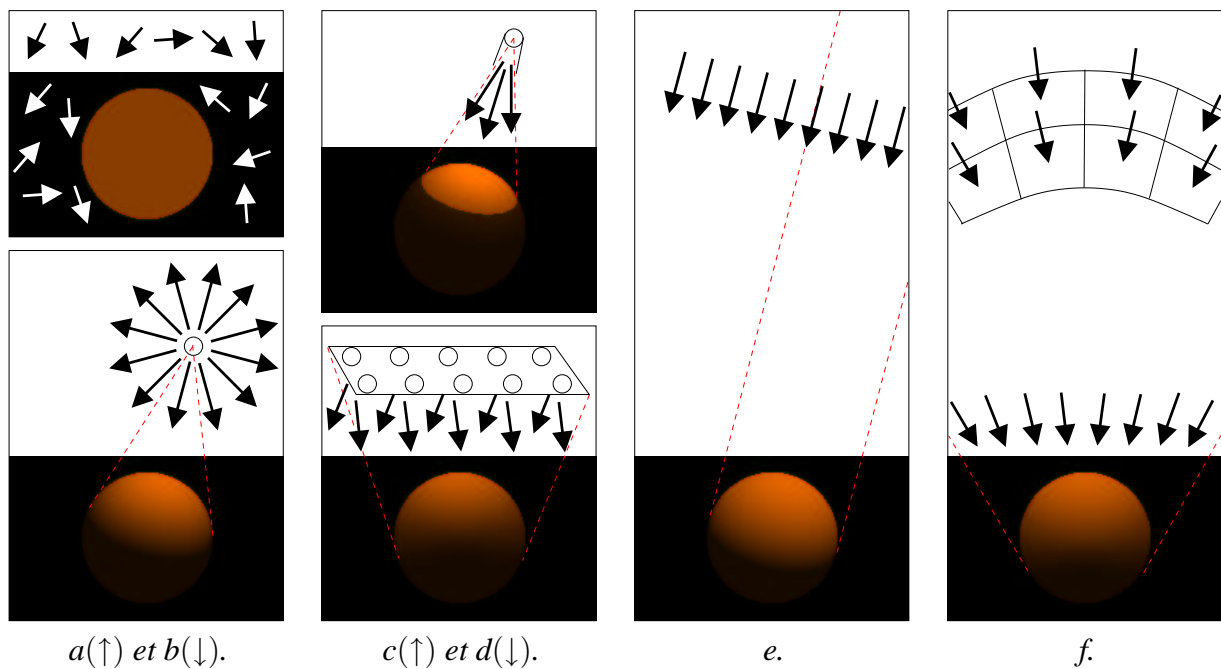 a(↑) et b(↓).
c(↑) et d(↓).
e.
f.